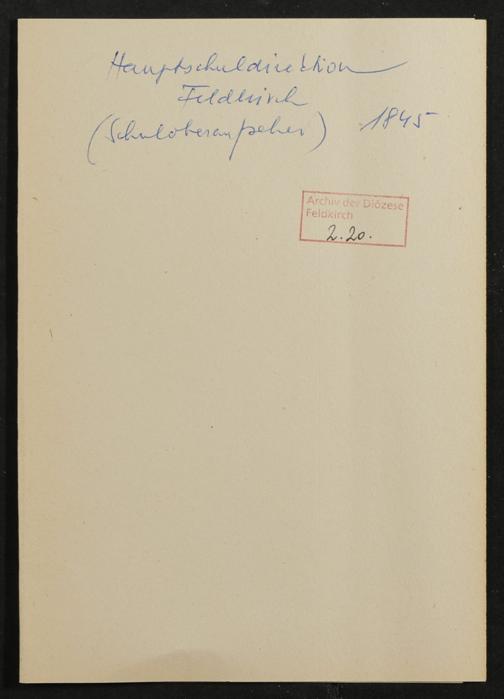 Hauptschuldirektion
Feldkirch
(Schuloberaufseher) 1845
Archiv der Diözese
Feldkirch
2.20.